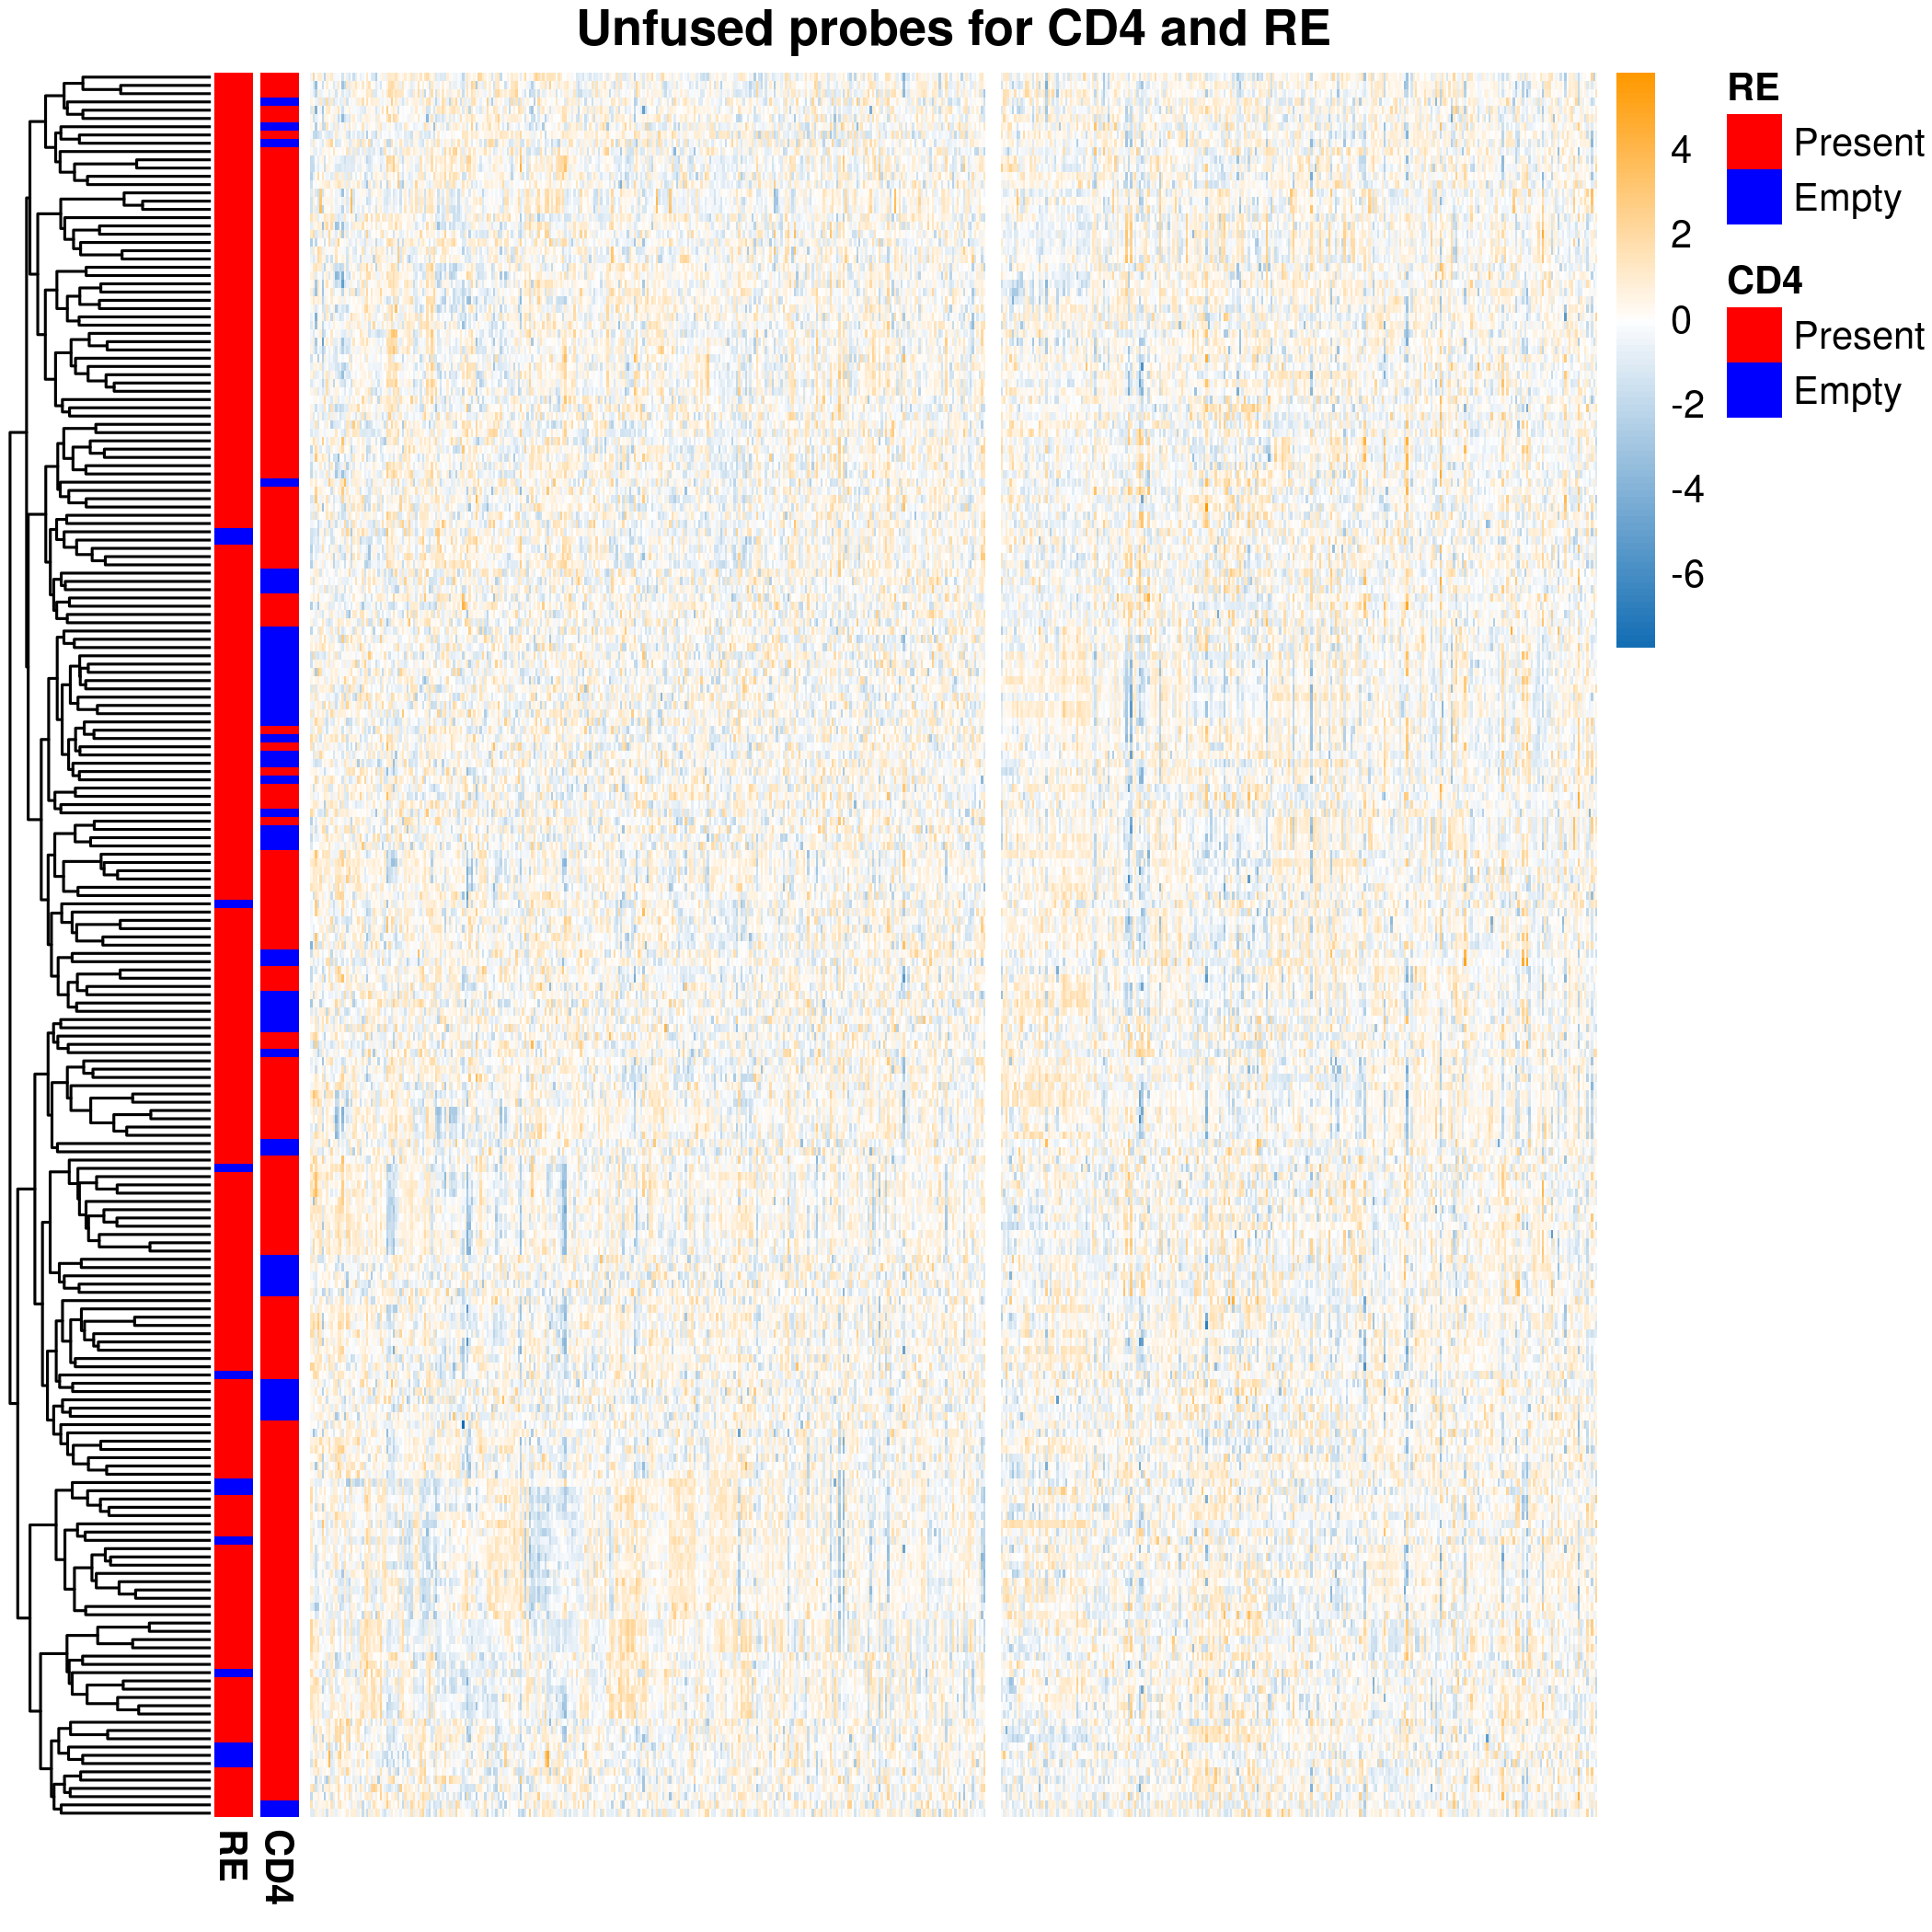 Unfused probes for CD4 and RE
4
2
0
-2
-4
-6
RE
Present
Empty
CD4
Present
Empty
RE
CD4